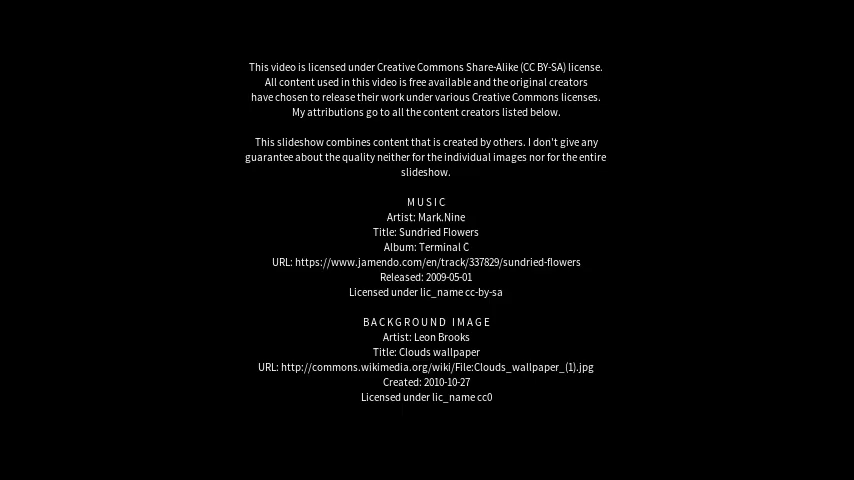 This video is licensed under Creative Commons Share-Alike (CC BY-SA) license.
All content used in this video is free available and the original creators
have chosen to release their work under various Creative Commons licenses.
My attributions go to all the content creators listed below.
This slideshow combines content that is created by others. I don't give any
guarantee about the quality neither for the individual images nor for the entire
slideshow.
MUSIC
Artist: Mark.Nine
Title: Sundried Flowers
Album: Terminal C
URL: https://www.jamendo.com/en/track/337829/sundried-flowers
Released: 2009-05-01
Licensed under lic_name cc-by-sa
BACKGROUND IMAGE
Artist: Leon Brooks
Title: Clouds wallpaper
URL: http://commons.wikimedia.org/wiki/File:Clouds_wallpaper_(1).jpg
Created: 2010-10-27
Licensed under lic_name cc0